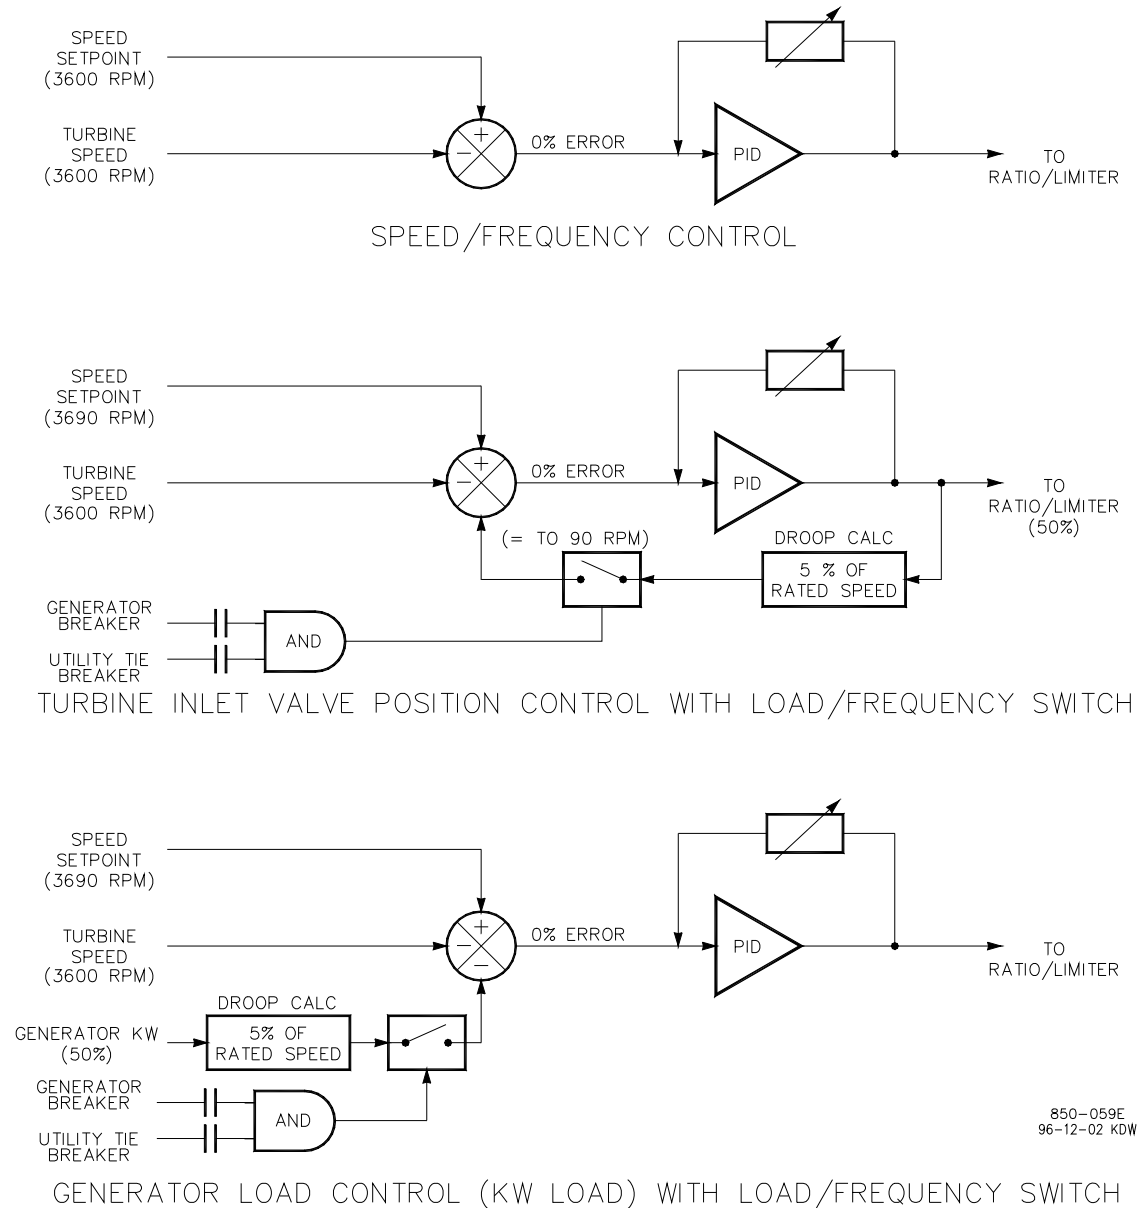 SPEED
SETPOINT
(3600 RPM)
+
TURBINE
SPEED
(3600 RPM)
−
0% ERROR
PID
TO
RATIO/LIMITER
SPEED/FREQUENCY CONTROL
SPEED
SETPOINT
(3690 RPM)
+
TURBINE
SPEED
(3600 RPM)
−
0% ERROR
PID
TO
RATIO/LIMITER
(50%)
(= TO 90 RPM)
DROOP CALC
5 % OF
RATED SPEED
GENERATOR
BREAKER
AND
UTILITY TIE
BREAKER
TURBINE INLET VALVE POSITION CONTROL WITH LOAD/FREQUENCY SWITCH
SPEED
SETPOINT
(3690 RPM)
+
TURBINE
SPEED
(3600 RPM)
−
−
0% ERROR
PID
TO
RATIO/LIMITER
DROOP CALC
GENERATOR KW
(50%)
5% OF
RATED SPEED
GENERATOR
BREAKER
AND
UTILITY TIE
BREAKER
850−059E
96−12−02 KDW
GENERATOR LOAD CONTROL (KW LOAD) WITH LOAD/FREQUENCY SWITCH